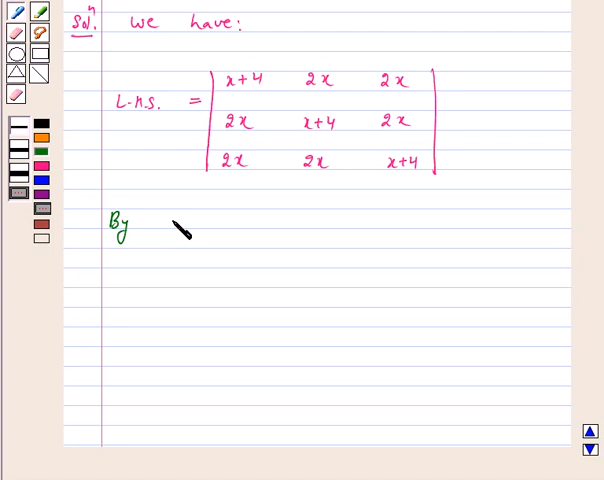 Solⁿ. we have:
L.H.S. = | x+4 2x 2x |
| 2x x+4 2x |
| 2x 2x x+4 |
By